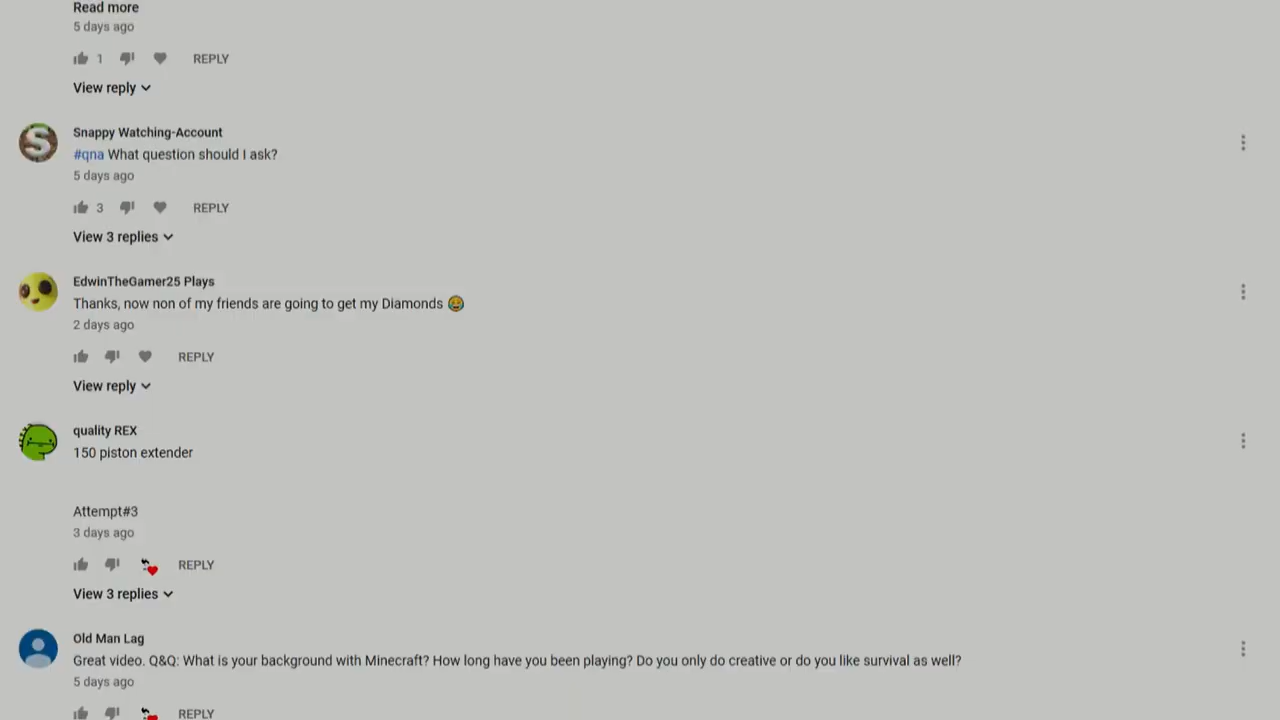 Read more
5 days ago
1 REPLY
View reply
Snappy Watching-Account
#qna What question should I ask?
5 days ago
3 REPLY
View 3 replies
EdwinTheGamer25 Plays
Thanks, now non of my friends are going to get my Diamonds 😂
2 days ago
REPLY
View reply
quality REX
150 piston extender
Attempt#3
3 days ago
REPLY
View 3 replies
Old Man Lag
Great video. Q&Q: What is your background with Minecraft? How long have you been playing? Do you only do creative or do you like survival as well?
5 days ago
REPLY